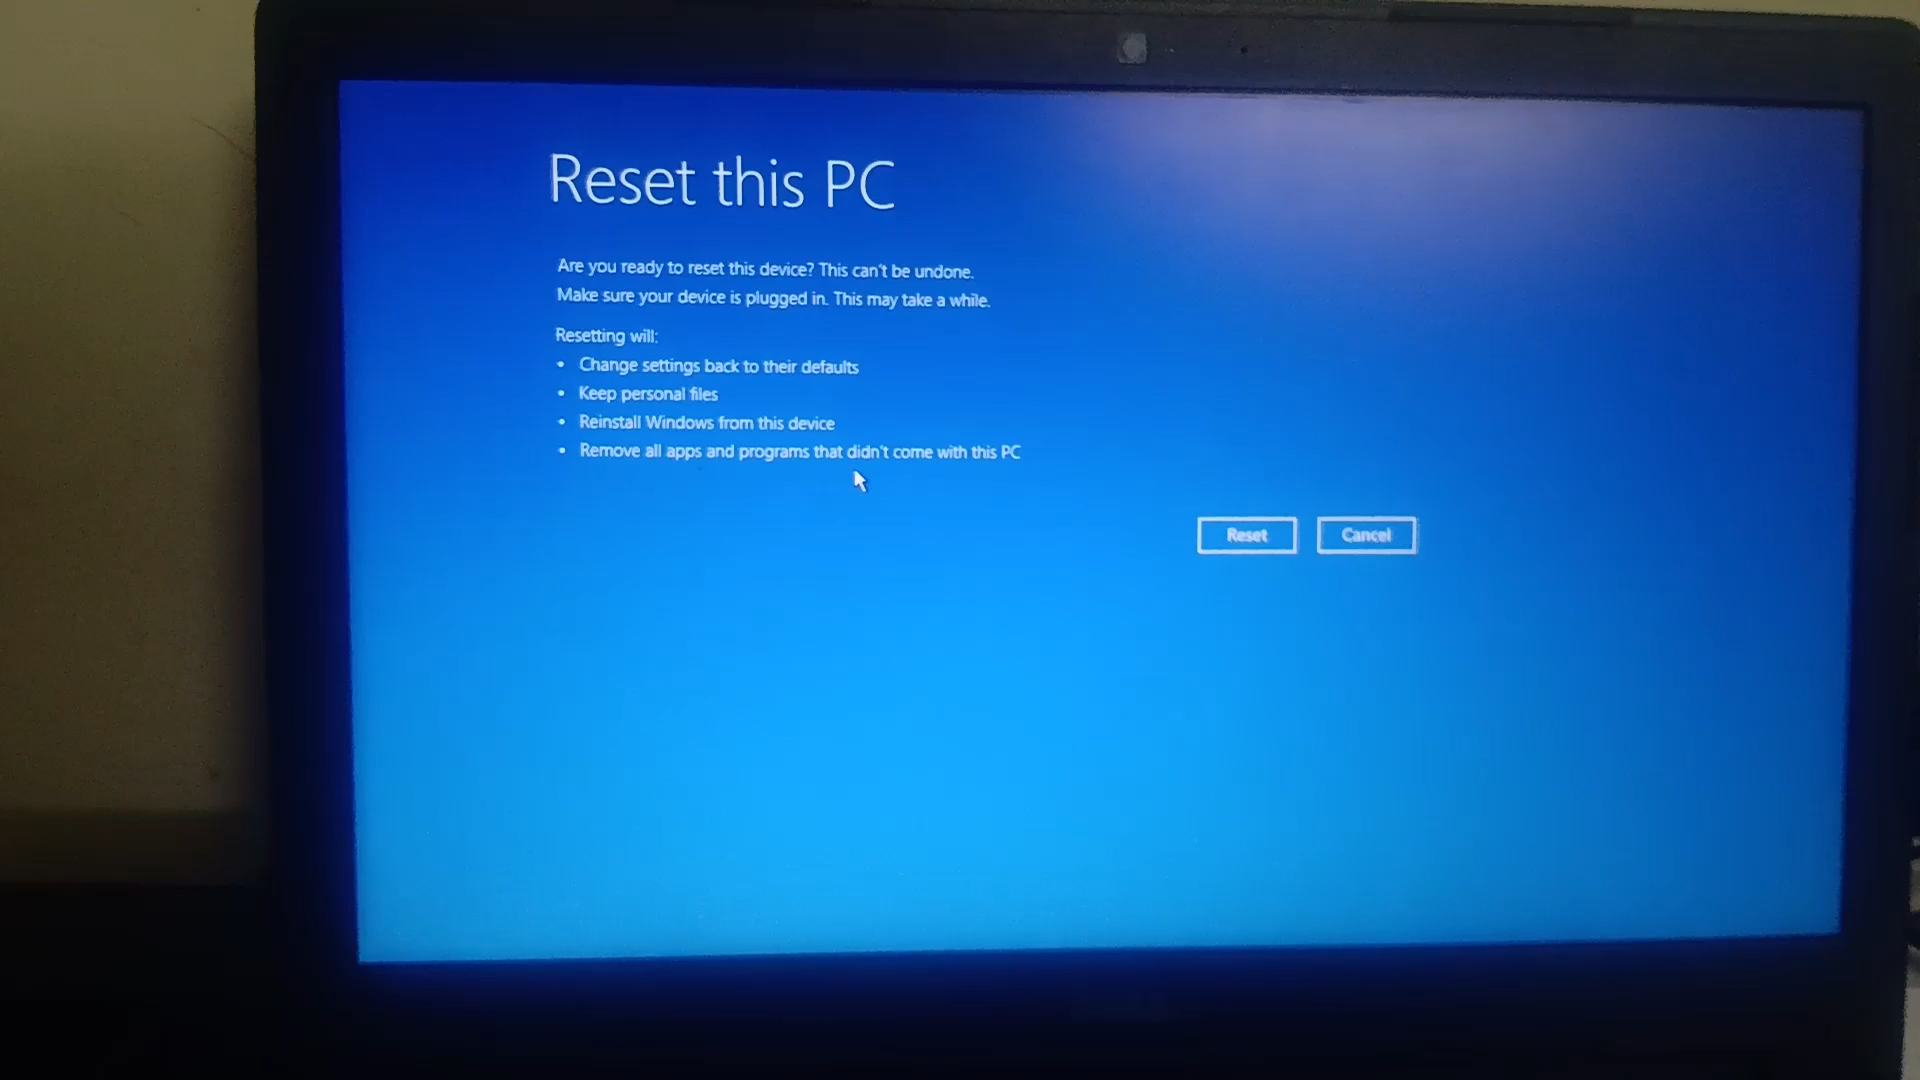 Reset this PC
Are you ready to reset this device? This can't be undone.
Make sure your device is plugged in. This may take a while.
Resetting will:
• Change settings back to their defaults
• Keep personal files
• Reinstall Windows from this device
• Remove all apps and programs that didn't come with this PC
Reset Cancel